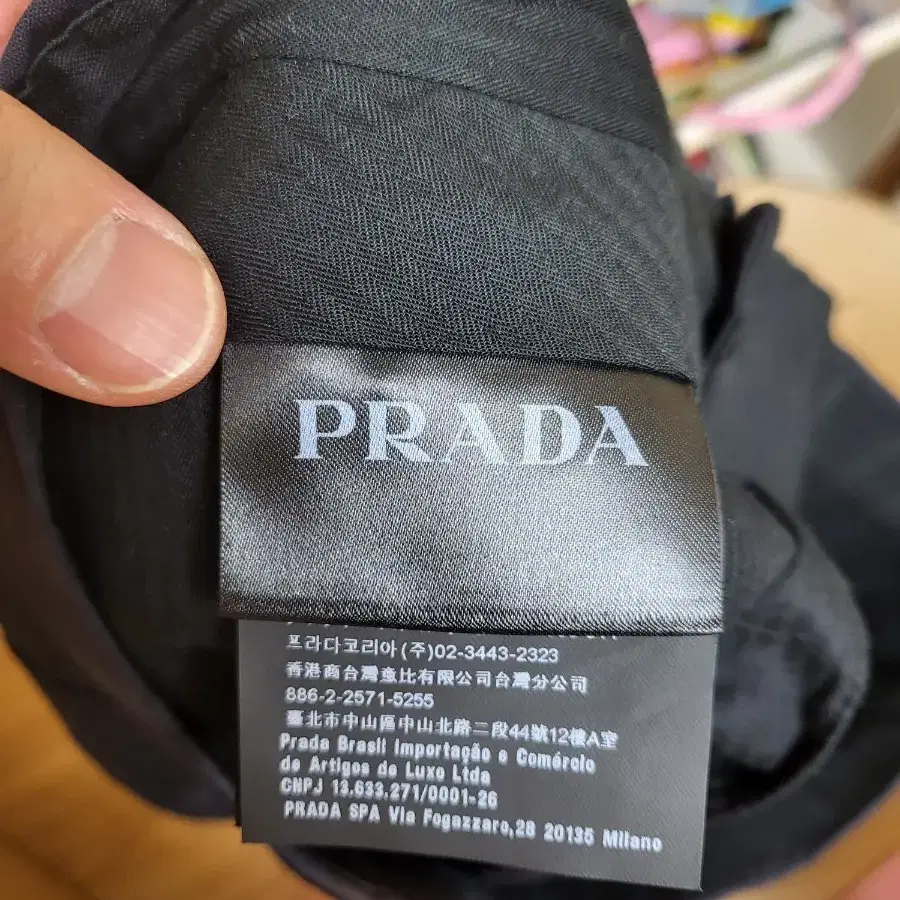 PRADA
프라다코리아(주)02-3443-2323
香港商台灣意比有限公司台灣分公司
886-2-2571-5255
臺北市中山區中山北路二段44號12樓A室
Prada Brasil Importação e Comércio
de Artigos de Luxo Ltda
CNPJ 13.633.271/0001-26
PRADA SPA Via Fogazzaro,28 20135 Milano